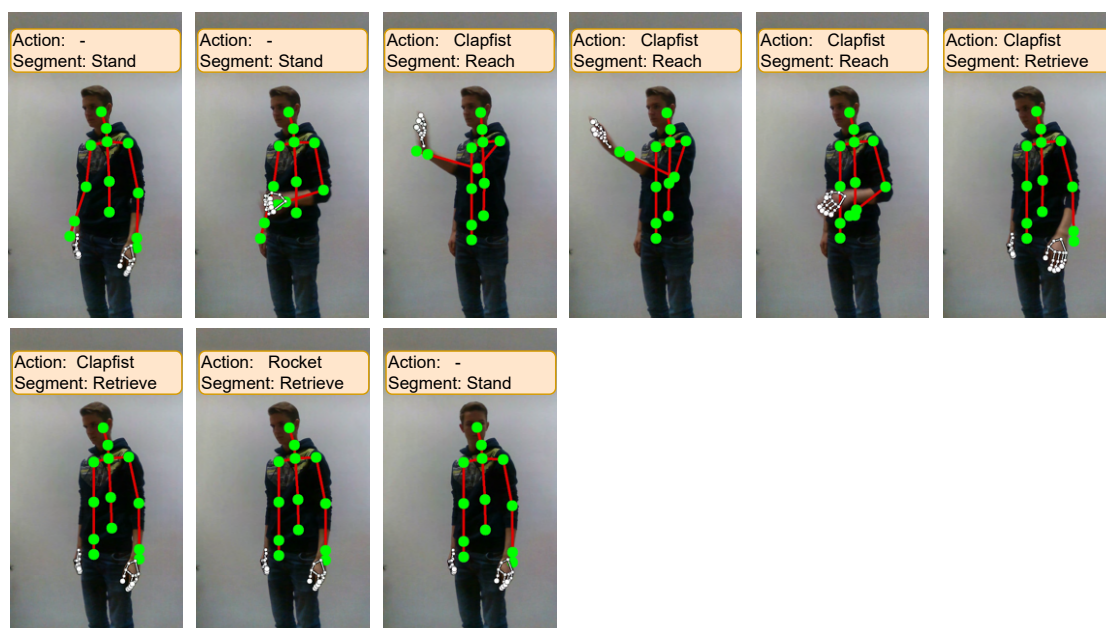 Action: -
Segment: Stand
Action: -
Segment: Stand
Action: Clapfist
Segment: Reach
Action: Clapfist
Segment: Reach
Action: Clapfist
Segment: Reach
Action: Clapfist
Segment: Retrieve
Action: Clapfist
Segment: Retrieve
Action: Rocket
Segment: Retrieve
Action: -
Segment: Stand